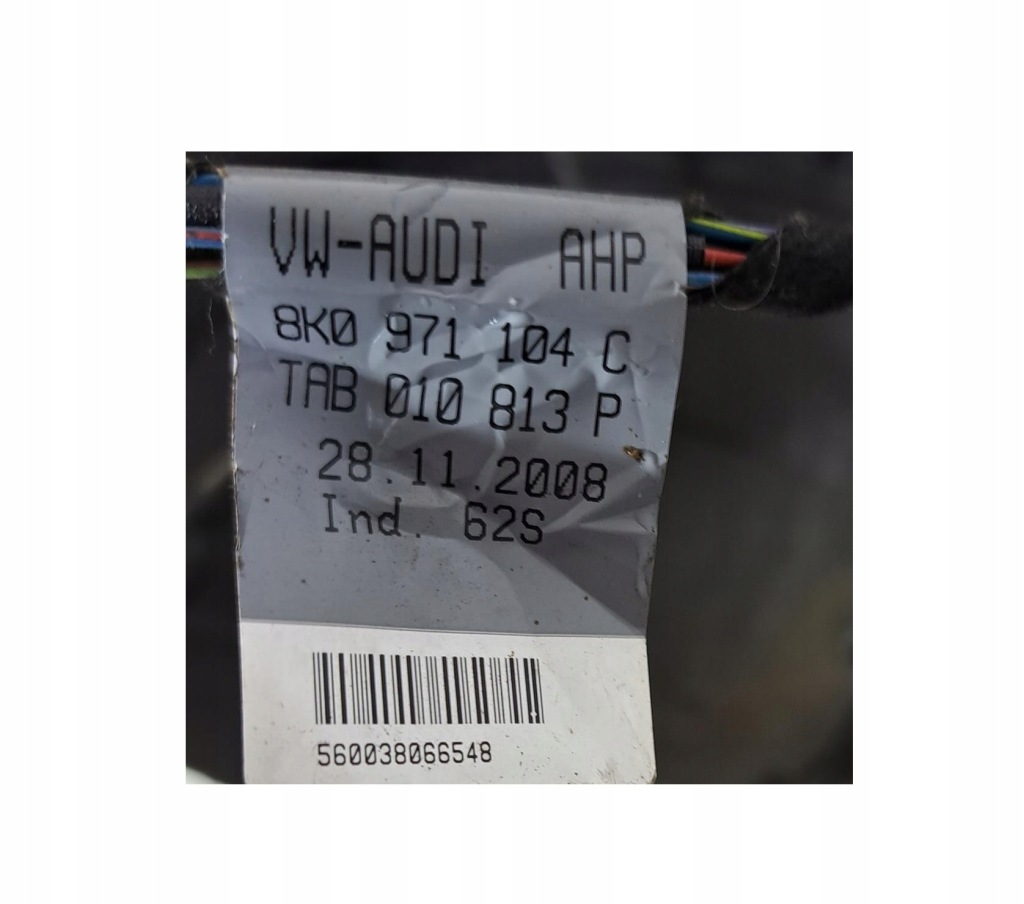 VW-AUDI AHP
8K0 971 104 C
TAB 010 813 P
28.11.2008
Ind. 62S
560038066548